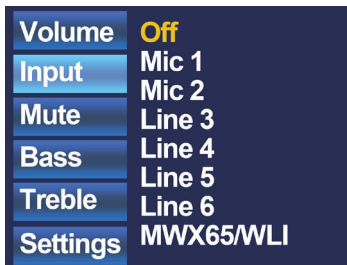 Volume
Input
Mute
Bass
Treble
Settings
Off
Mic 1
Mic 2
Line 3
Line 4
Line 5
Line 6
MWX65/WLI